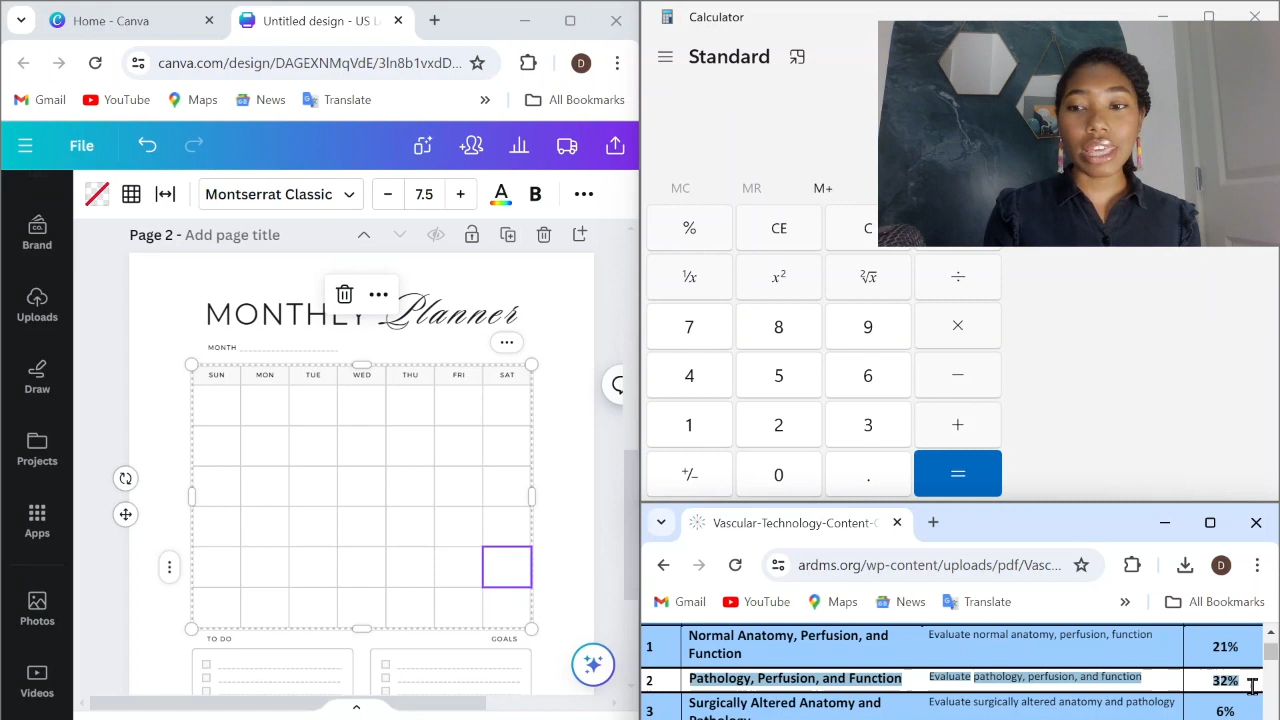 Home - Canva
Untitled design - US L
canva.com/design/DAGEXNMqVdE/3ln8b1vxdD...
D
Gmail
YouTube
Maps
News
Translate
All Bookmarks
File
Montserrat Classic
7.5
B
Brand
Uploads
Draw
Projects
Apps
Photos
Videos
Page 2 - Add page title
MONTHLY Planner
MONTH
SUN MON TUE WED THU FRI SAT
TO DO
GOALS
Calculator
Standard
MC MR M+
% CE C
¹/x x² ²√x ÷
7 8 9 ×
4 5 6 −
1 2 3 +
+/− 0 . =
Vascular-Technology-Content-O
ardms.org/wp-content/uploads/pdf/Vasc...
D
Gmail
YouTube
Maps
News
Translate
All Bookmarks
1 Normal Anatomy, Perfusion, and Function Evaluate normal anatomy, perfusion, function 21%
2 Pathology, Perfusion, and Function Evaluate pathology, perfusion, and function 32%
3 Surgically Altered Anatomy and Evaluate surgically altered anatomy and pathology 6%
Pathology